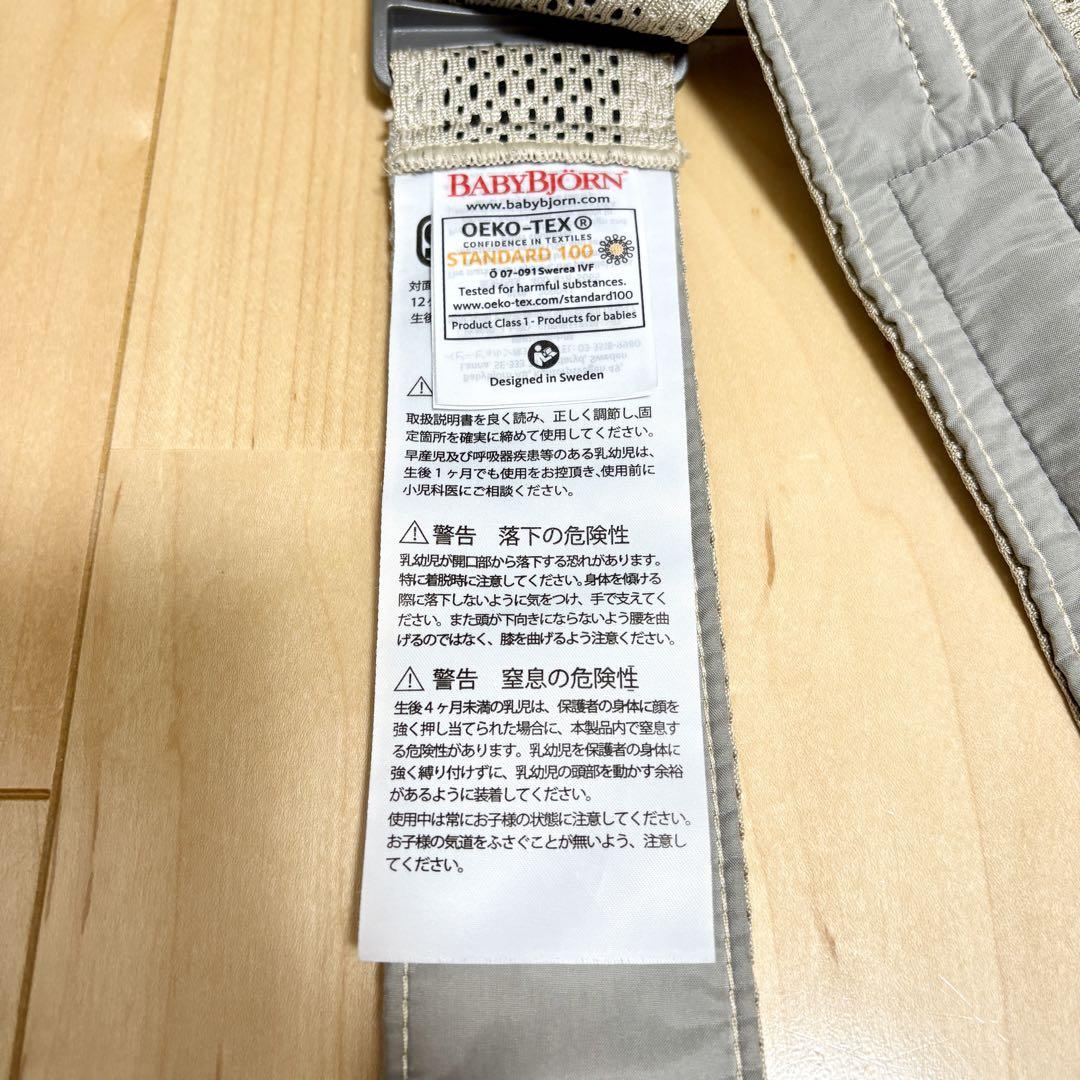 BABYBJÖRN®
www.babybjorn.com
OEKO-TEX®
CONFIDENCE IN TEXTILES
STANDARD 100
Ö 07-091 Swerea IVF
Tested for harmful substances.
www.oeko-tex.com/standard100
Product Class 1 - Products for babies
Designed in Sweden
対面
12
生後
取扱説明書を良く読み、正しく調節し、固
定箇所を確実に締めて使用してください。
早産児及び呼吸器疾患等のある乳幼児は、
生後1ヶ月でも使用をお控頂き、使用前に
小児科医にご相談ください。
警告 落下の危険性
乳幼児が開口部から落下する恐れがあります。
特に着脱時に注意してください。身体を傾ける
際に落下しないように気をつけ、手で支えてく
ださい。また頭が下向きにならないよう腰を曲
げるのではなく、膝を曲げるよう注意ください。
警告 窒息の危険性
生後4ヶ月未満の乳児は、保護者の身体に顔を
強く押し当てられた場合に、本製品内で窒息す
る危険性があります。乳幼児を保護者の身体に
強く縛り付けずに、乳幼児の頭部を動かす余裕
があるように装着してください。
使用中は常にお子様の状態に注意してください。
お子様の気道をふさぐことが無いよう、注意し
てください。